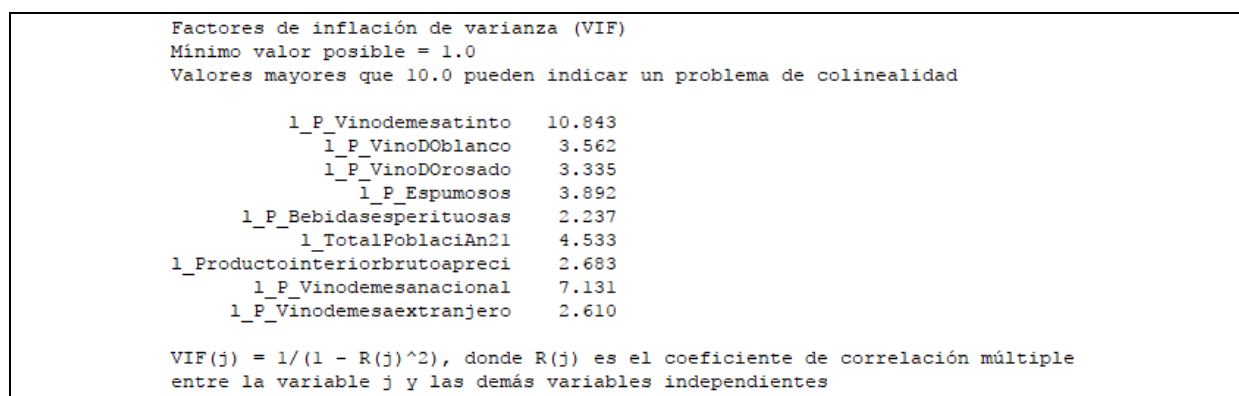 Factores de inflación de varianza (VIF)
Mínimo valor posible = 1.0
Valores mayores que 10.0 pueden indicar un problema de colinealidad
l_P_Vinodemesatinto 10.843
l_P_VinoDOblanco 3.562
l_P_VinoDOrosado 3.335
l_P_Espumosos 3.892
l_P_Bebidasesperituosas 2.237
l_TotalPoblaciAn21 4.533
l_Productointeriorbrutoapreci 2.683
l_P_Vinodemesanacional 7.131
l_P_Vinodemesaextranjero 2.610
VIF(j) = 1/(1 - R(j)^2), donde R(j) es el coeficiente de correlación múltiple
entre la variable j y las demás variables independientes